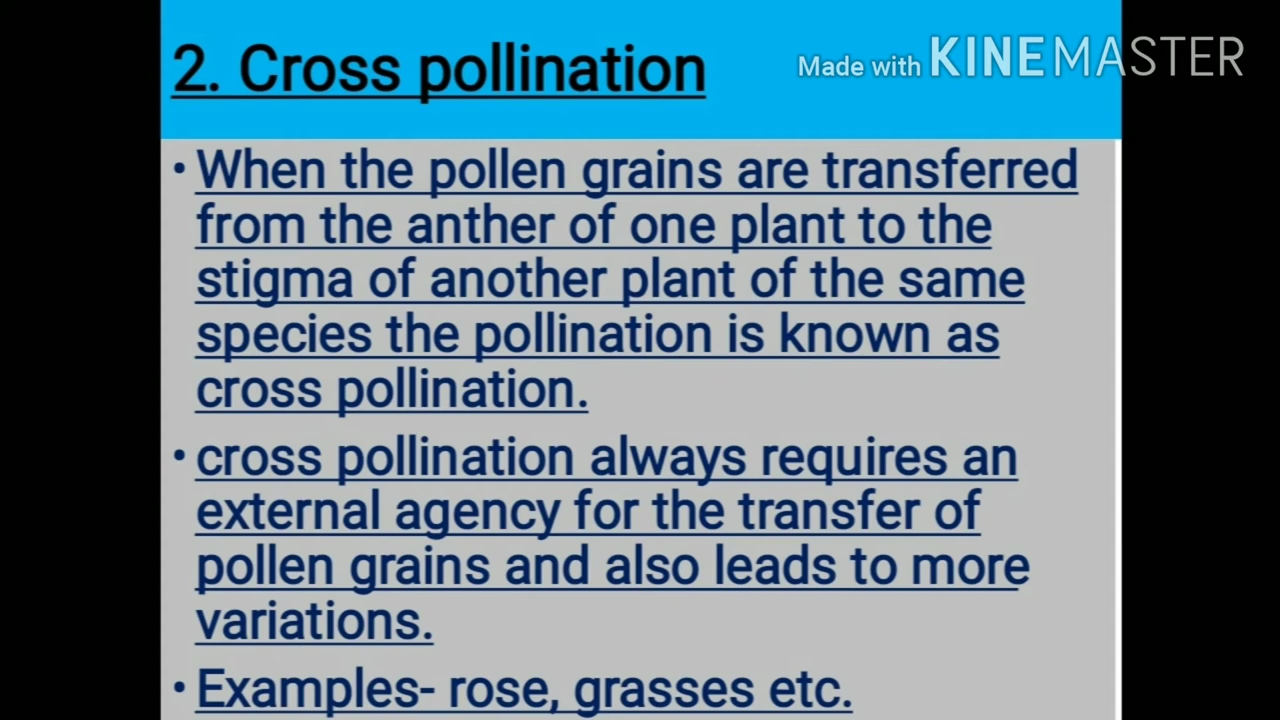 2. Cross pollination
Made with KINEMASTER
• When the pollen grains are transferred
from the anther of one plant to the
stigma of another plant of the same
species the pollination is known as
cross pollination.
• cross pollination always requires an
external agency for the transfer of
pollen grains and also leads to more
variations.
• Examples- rose, grasses etc.